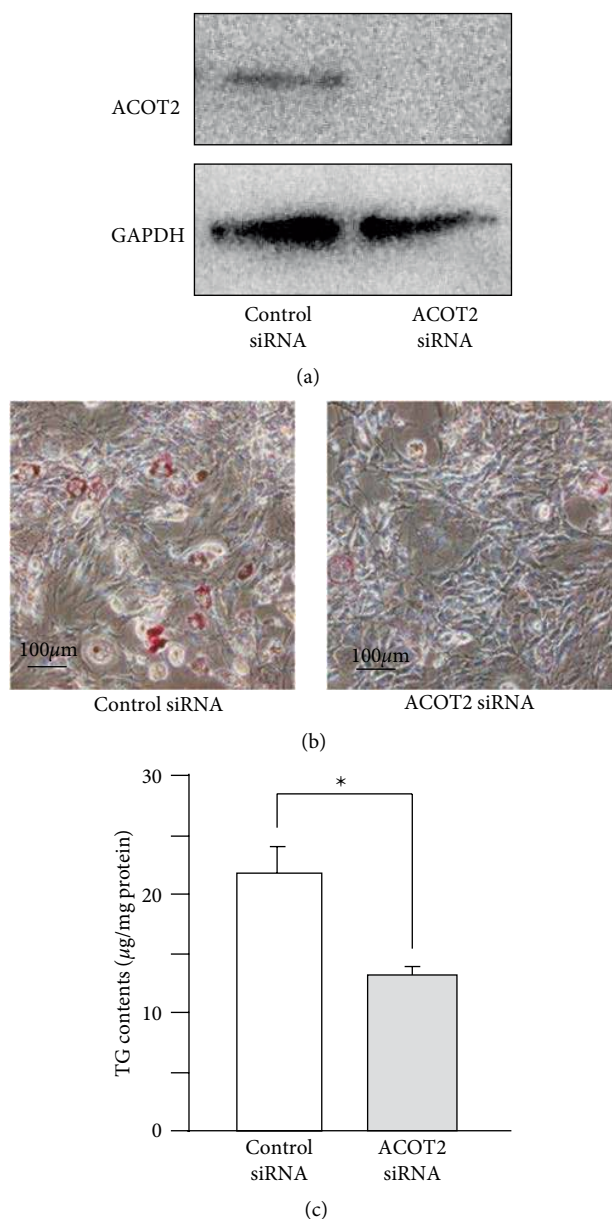 ACOT2
GAPDH
Control
siRNA
ACOT2
siRNA
(a)
100μm
100μm
Control siRNA
ACOT2 siRNA
(b)
30
20
10
0
TG contents (μg/mg protein)
*
Control
siRNA
ACOT2
siRNA
(c)